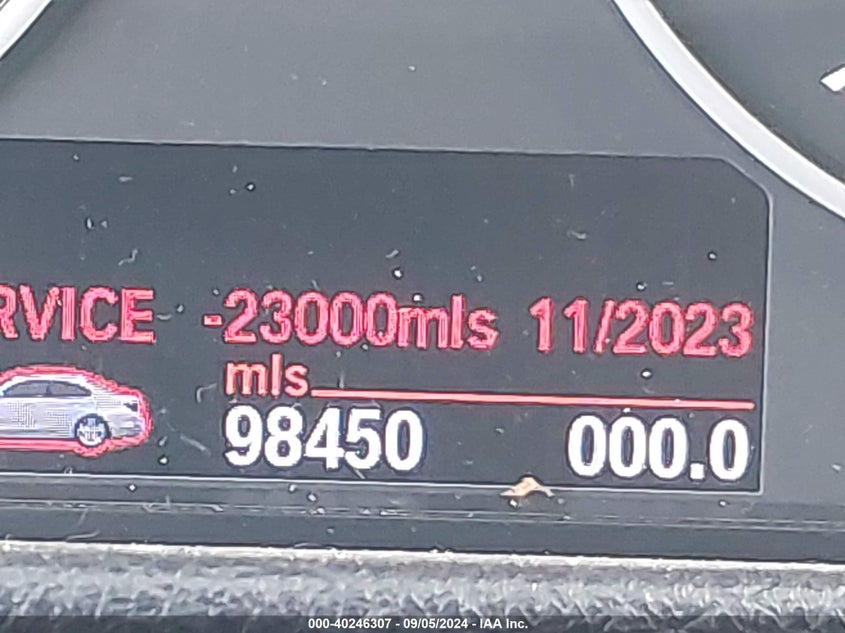 RVICE -23000mls 11/2023
mls
98450 000.0
000-40246307 - 09/05/2024 - IAA Inc.